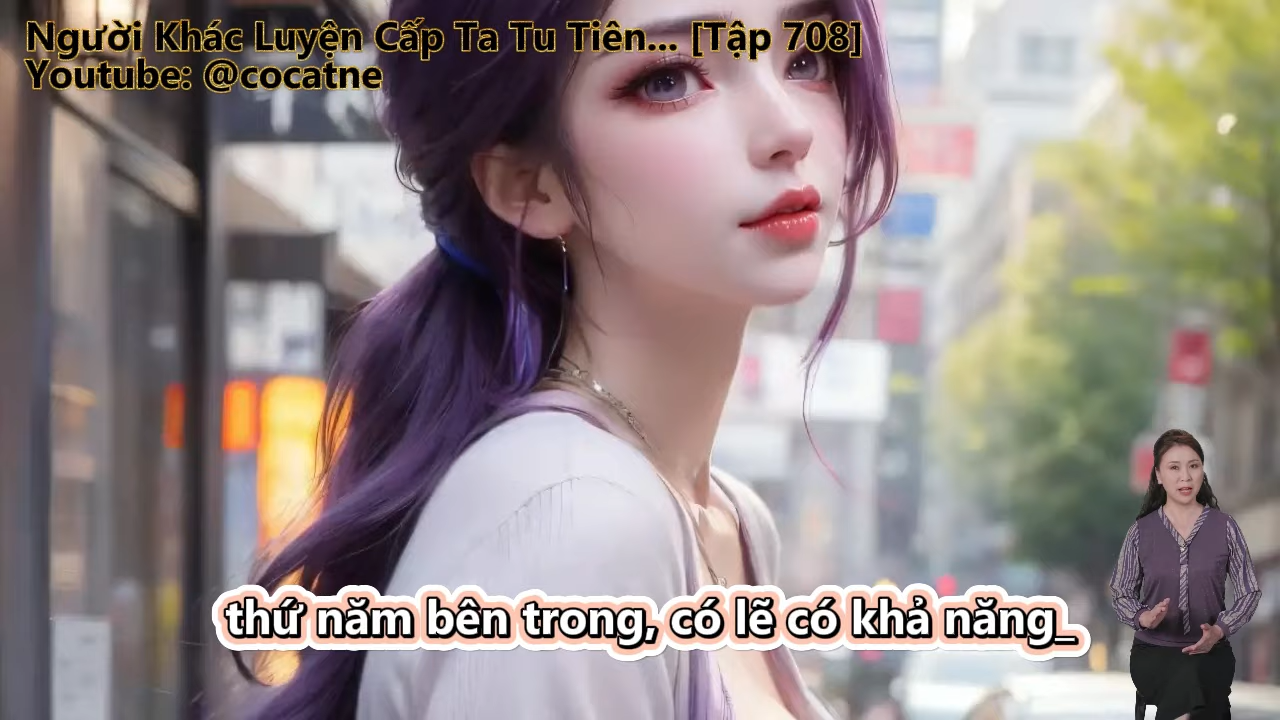 Người Khác Luyện Cấp Ta Tu Tiên... [Tập 708]
Youtube: @cocatne
thứ năm bên trong, có lẽ có khả năng_